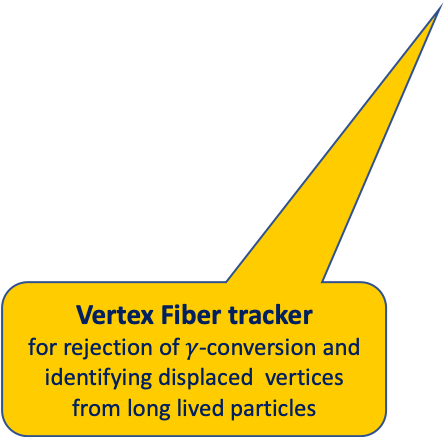 Vertex Fiber tracker
for rejection of γ-conversion and
identifying displaced  vertices
from long lived particles